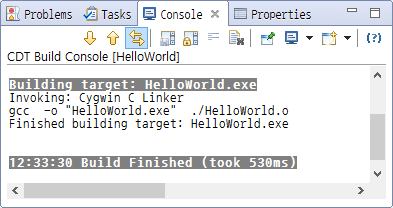 Problems Tasks Console Properties
CDT Build Console [HelloWorld]
Building target: HelloWorld.exe
Invoking: Cygwin C Linker
gcc  -o "HelloWorld.exe"  ./HelloWorld.o
Finished building target: HelloWorld.exe
12:33:30 Build Finished (took 530ms)